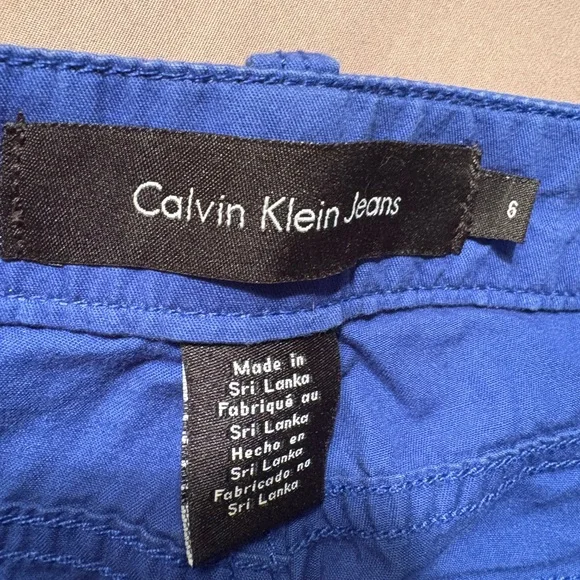 Calvin Klein Jeans
6
Made in
Sri Lanka
Fabriqué au
Sri Lanka
Hecho en
Sri Lanka
Fabricado no
Sri Lanka